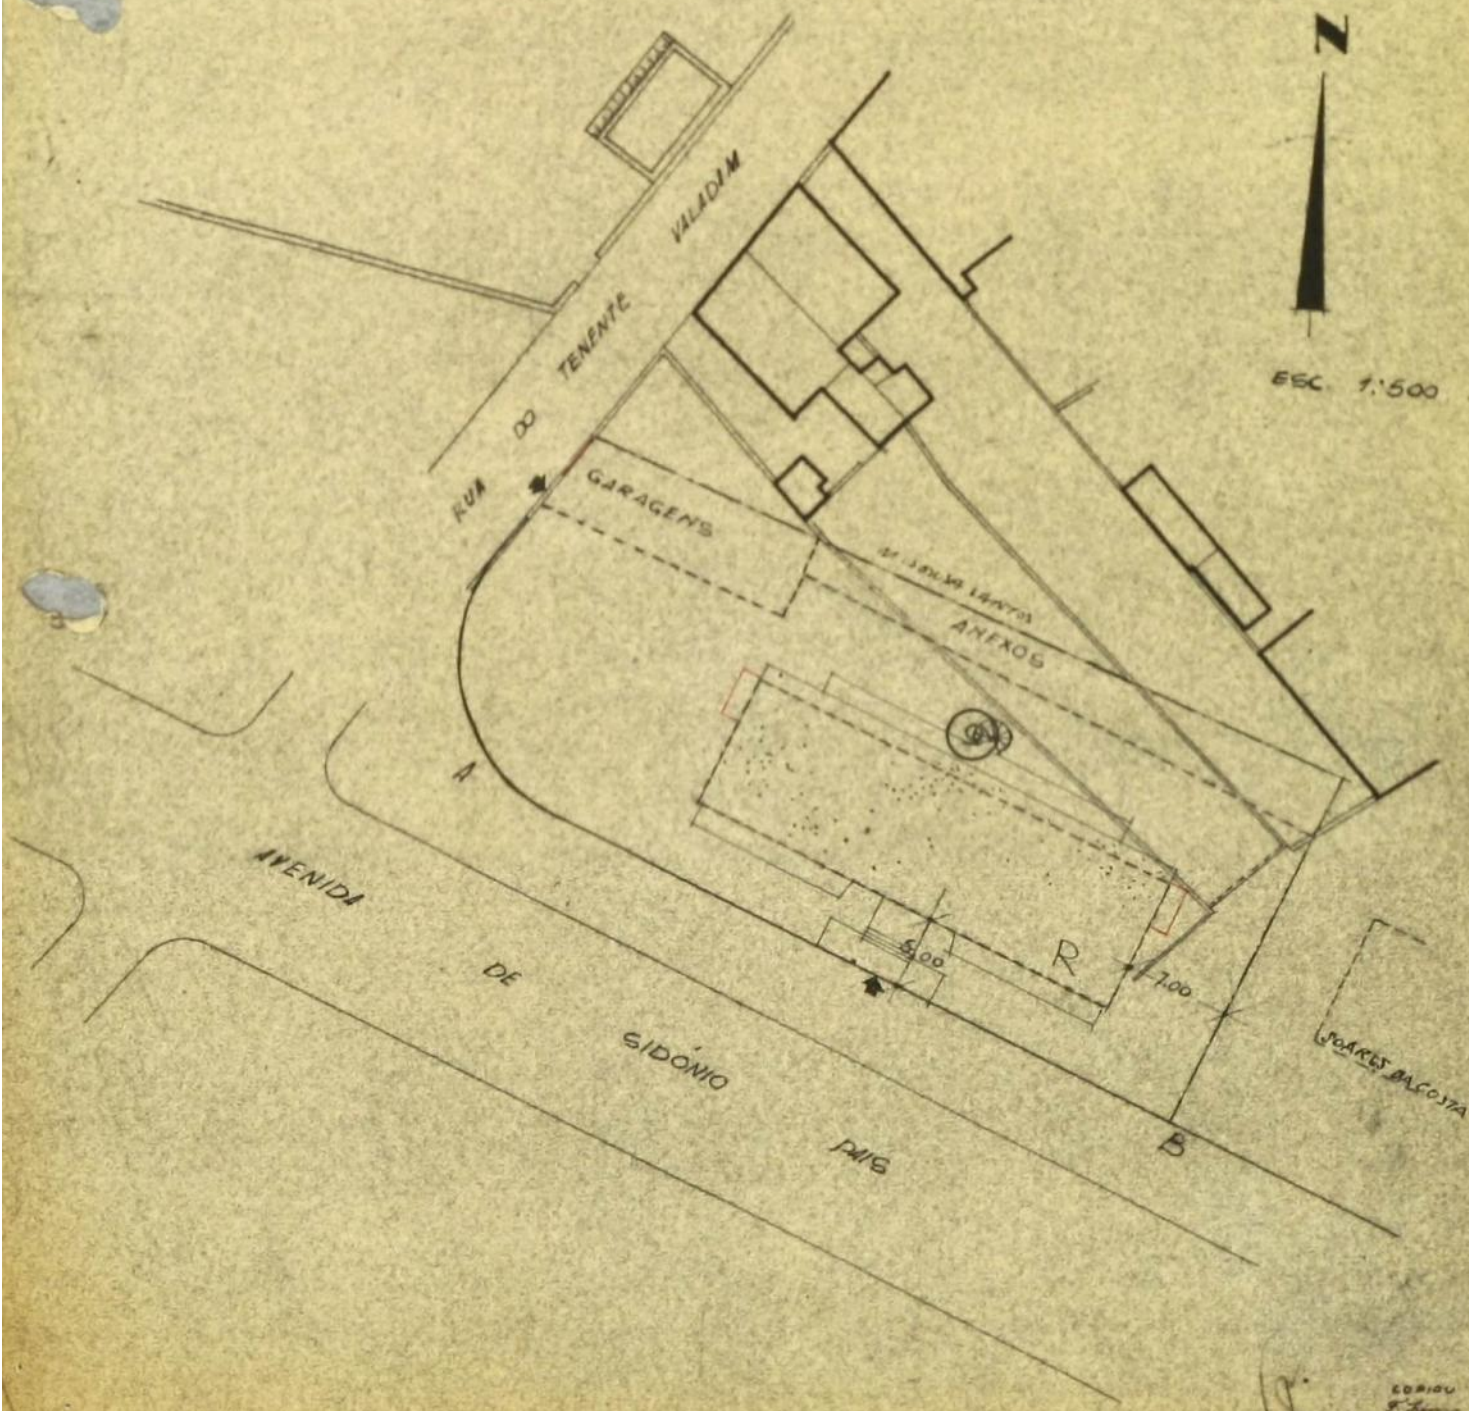 N
ESC. 1:500
RUA DO TENENTE VALADIM
GARAGENS
ANEXOS
A
AVENIDA DE SIDÓNIO PAIS
5,00
R
7.00
B
SOARES DA COSTA
COPIOU